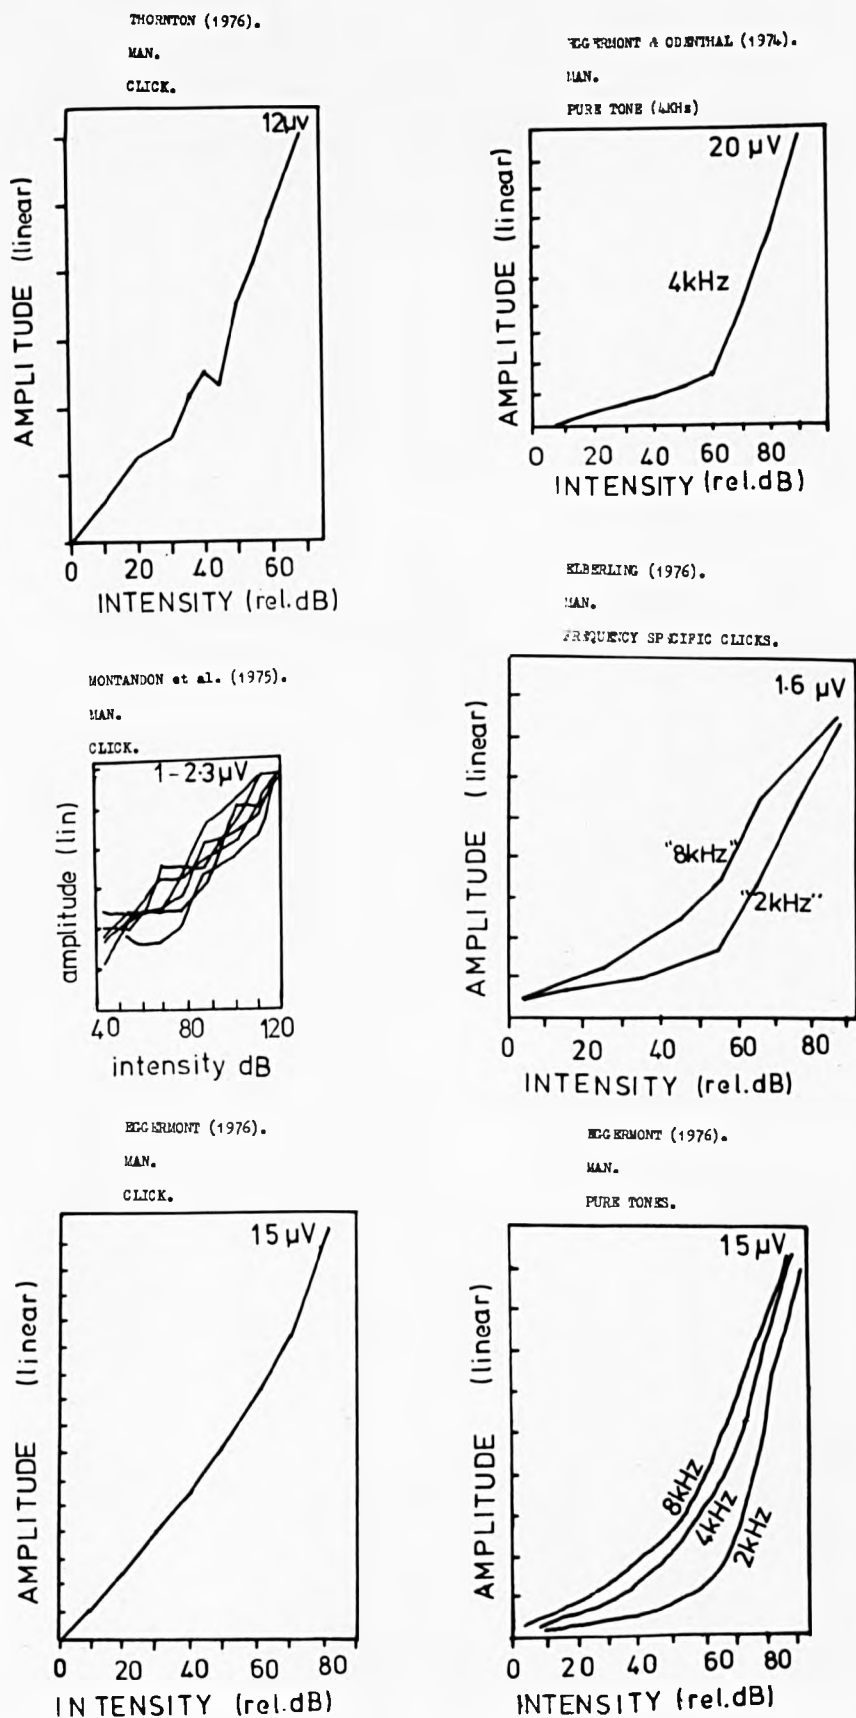 THORNTON (1976).
MAN.
CLICK.
12µv
AMPLITUDE (linear)
0 20 40 60
INTENSITY (rel.dB)
EGGERMONT & ODENTHAL (1974).
MAN.
PURE TONE (4KHz)
20 µV
4kHz
AMPLITUDE (linear)
0 20 40 60 80
INTENSITY (rel.dB)
MONTANDON et al. (1975).
MAN.
CLICK.
1-2·3µV
amplitude (lin)
40 80 120
intensity dB
ELBERLING (1976).
MAN.
FREQUENCY SPECIFIC CLICKS.
1·6 µV
"8kHz"
"2kHz"
AMPLITUDE (linear)
0 20 40 60 80
INTENSITY (rel.dB)
EGGERMONT (1976).
MAN.
CLICK.
15 µV
AMPLITUDE (linear)
0 20 40 60 80
INTENSITY (rel.dB)
EGGERMONT (1976).
MAN.
PURE TONES.
15 µV
8kHz
4kHz
2kHz
AMPLITUDE (linear)
0 20 40 60 80
INTENSITY (rel.dB)